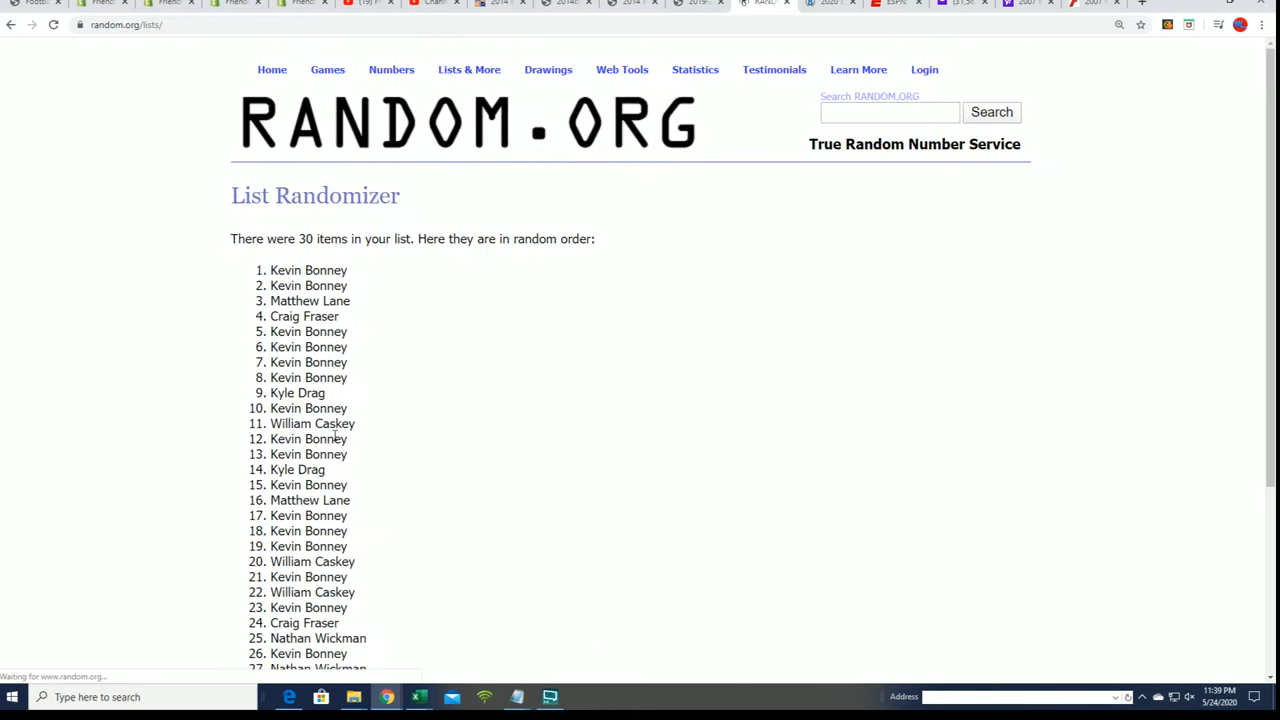 random.org/lists/
Home Games Numbers Lists & More Drawings Web Tools Statistics Testimonials Learn More Login
Search RANDOM.ORG
RANDOM.ORG
Search
True Random Number Service
List Randomizer
There were 30 items in your list. Here they are in random order:
1. Kevin Bonney
2. Kevin Bonney
3. Matthew Lane
4. Craig Fraser
5. Kevin Bonney
6. Kevin Bonney
7. Kevin Bonney
8. Kevin Bonney
9. Kyle Drag
10. Kevin Bonney
11. William Caskey
12. Kevin Bonney
13. Kevin Bonney
14. Kyle Drag
15. Kevin Bonney
16. Matthew Lane
17. Kevin Bonney
18. Kevin Bonney
19. Kevin Bonney
20. William Caskey
21. Kevin Bonney
22. William Caskey
23. Kevin Bonney
24. Craig Fraser
25. Nathan Wickman
26. Kevin Bonney
27. Nathan Wickman
Waiting for www.random.org...
Type here to search
Address
11:39 PM
5/24/2020